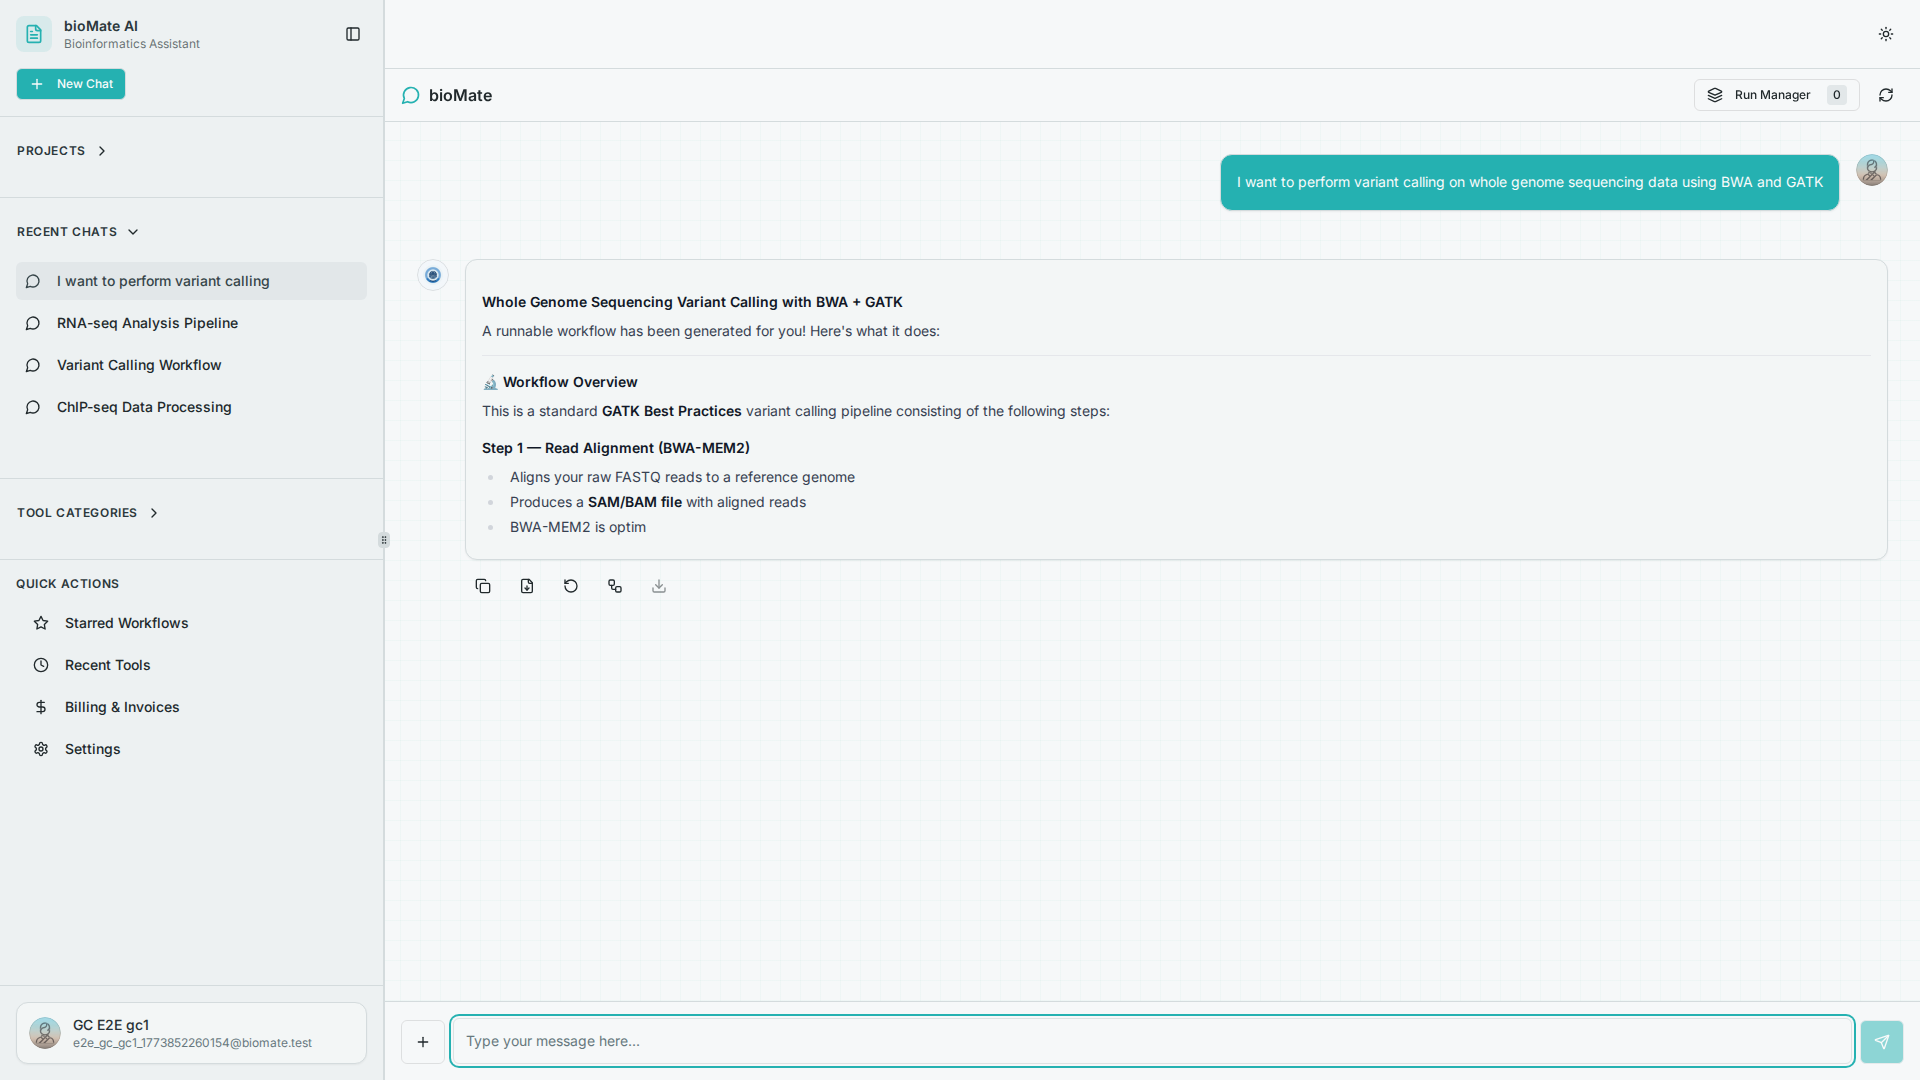 bioMate AI
Bioinformatics Assistant
New Chat
PROJECTS
RECENT CHATS
I want to perform variant calling
RNA-seq Analysis Pipeline
Variant Calling Workflow
ChIP-seq Data Processing
TOOL CATEGORIES
QUICK ACTIONS
Starred Workflows
Recent Tools
Billing & Invoices
Settings
GC E2E gc1
e2e_gc_gc1_1773852260154@biomate.test
bioMate
Run Manager 0
I want to perform variant calling on whole genome sequencing data using BWA and GATK
Whole Genome Sequencing Variant Calling with BWA + GATK
A runnable workflow has been generated for you! Here's what it does:
🔬 Workflow Overview
This is a standard GATK Best Practices variant calling pipeline consisting of the following steps:
Step 1 — Read Alignment (BWA-MEM2)
Aligns your raw FASTQ reads to a reference genome
Produces a SAM/BAM file with aligned reads
BWA-MEM2 is optim
Type your message here...